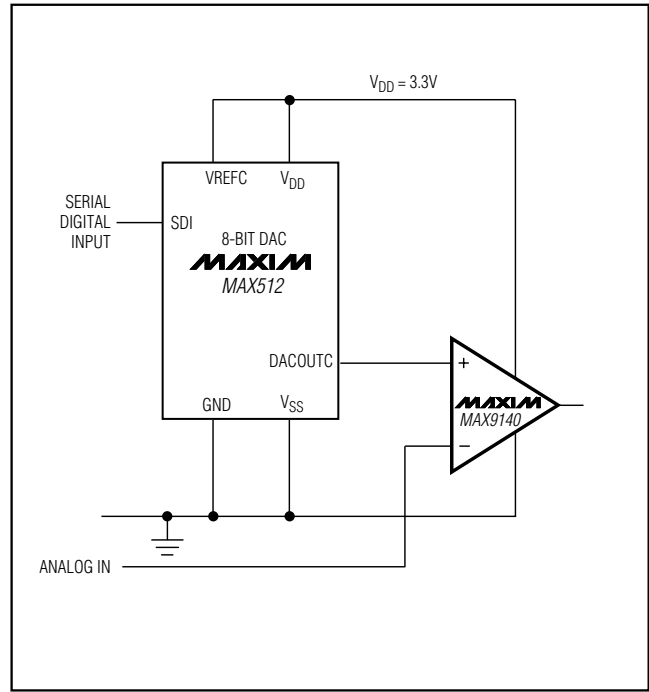 V_DD = 3.3V
VREFC V_DD
SERIAL
DIGITAL
INPUT
SDI
8-BIT DAC
MAXIM
MAX512
DACOUTC
+
MAXIM
MAX9140
−
GND V_SS
ANALOG IN